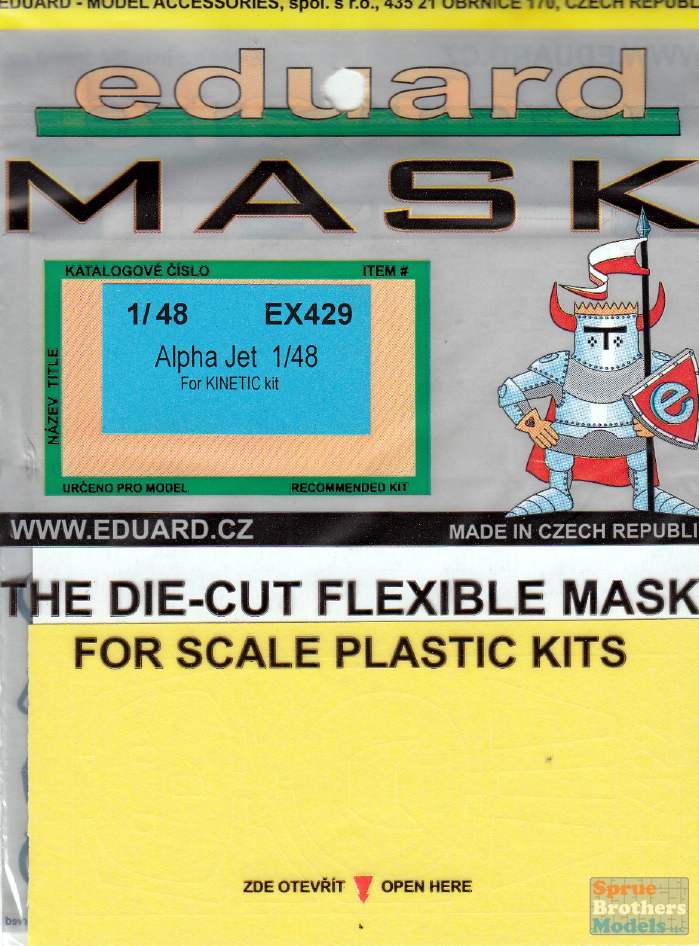 EDUARD - MODEL ACCESSORIES, spol. s r.o., 435 21 OBRNICE 170, CZECH REPUBLI
eduard
MASK
KATALOGOVÉ ČÍSLO ITEM #
1/48 EX429
Alpha Jet 1/48
For KINETIC kit
NÁZEV TITLE
URČENO PRO MODEL RECOMMENDED KIT
e
WWW.EDUARD.CZ MADE IN CZECH REPUBLI
THE DIE-CUT FLEXIBLE MASK
FOR SCALE PLASTIC KITS
ZDE OTEVŘÍT OPEN HERE
Sprue
Brothers
Models LLC